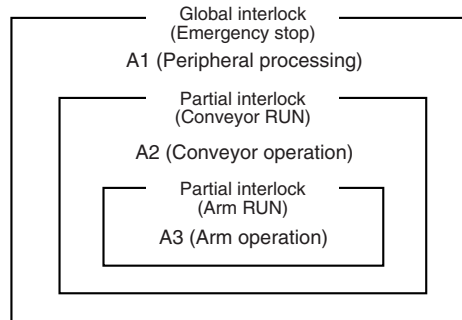 Global interlock
(Emergency stop)
A1 (Peripheral processing)
Partial interlock
(Conveyor RUN)
A2 (Conveyor operation)
Partial interlock
(Arm RUN)
A3 (Arm operation)